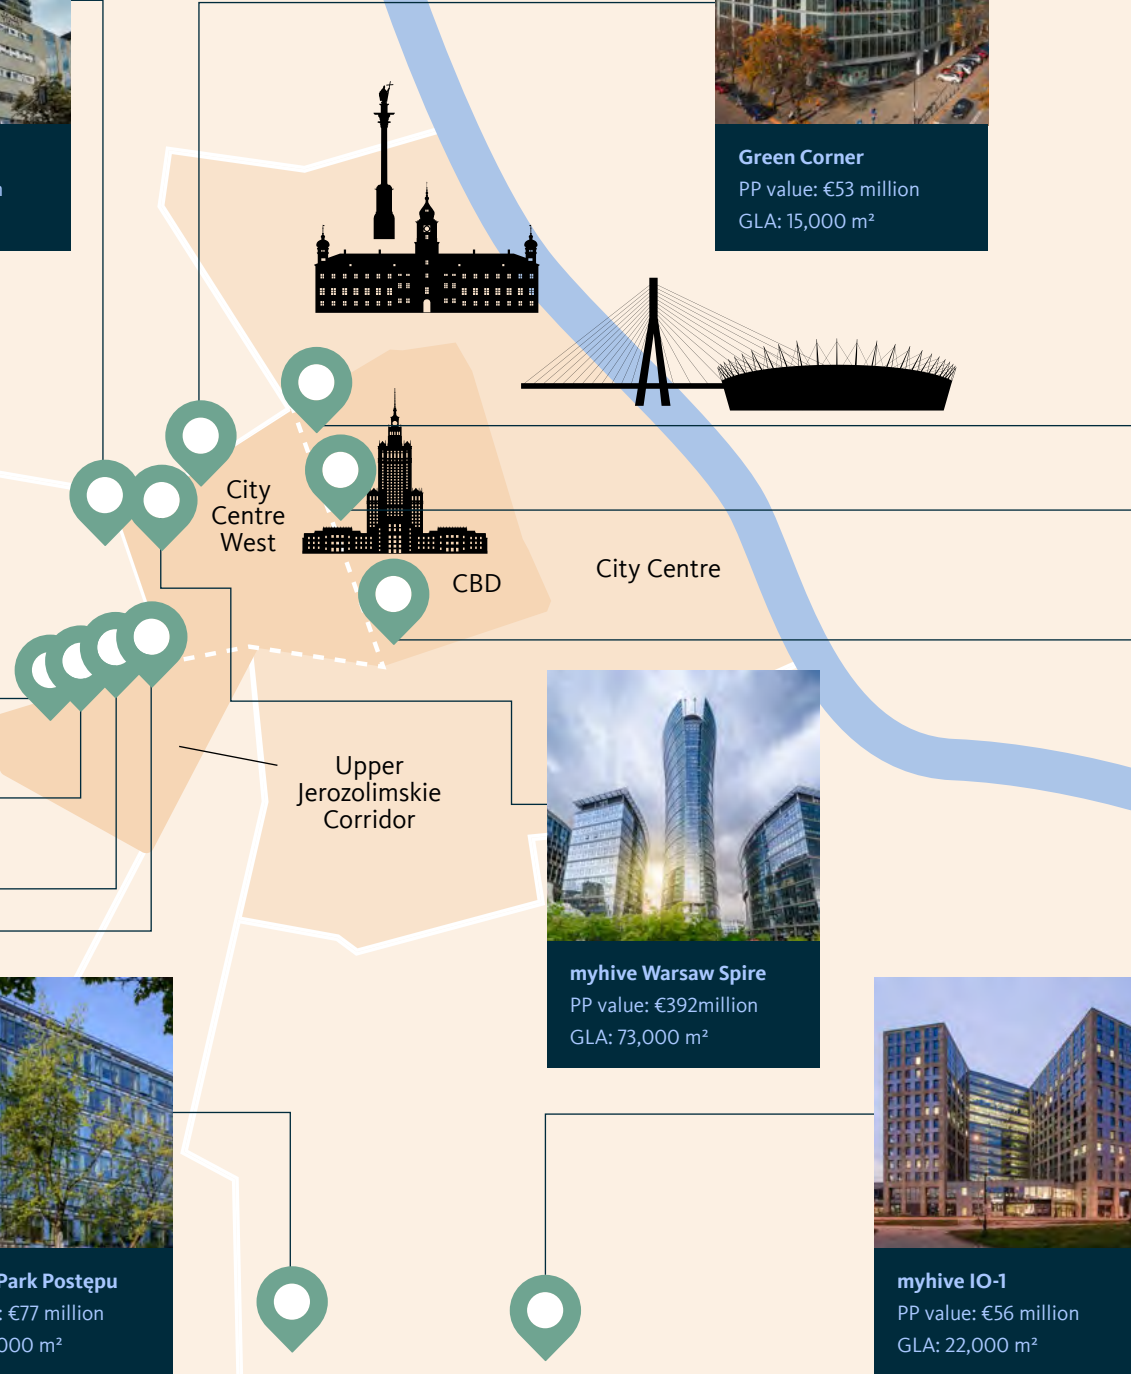 Green Corner
PP value: €53 million
GLA: 15,000 m²
City
Centre
West
CBD
City Centre
Upper
Jerozolimskie
Corridor
myhive Warsaw Spire
PP value: €392million
GLA: 73,000 m²
Park Postępu
: €77 million
000 m²
myhive IO-1
PP value: €56 million
GLA: 22,000 m²